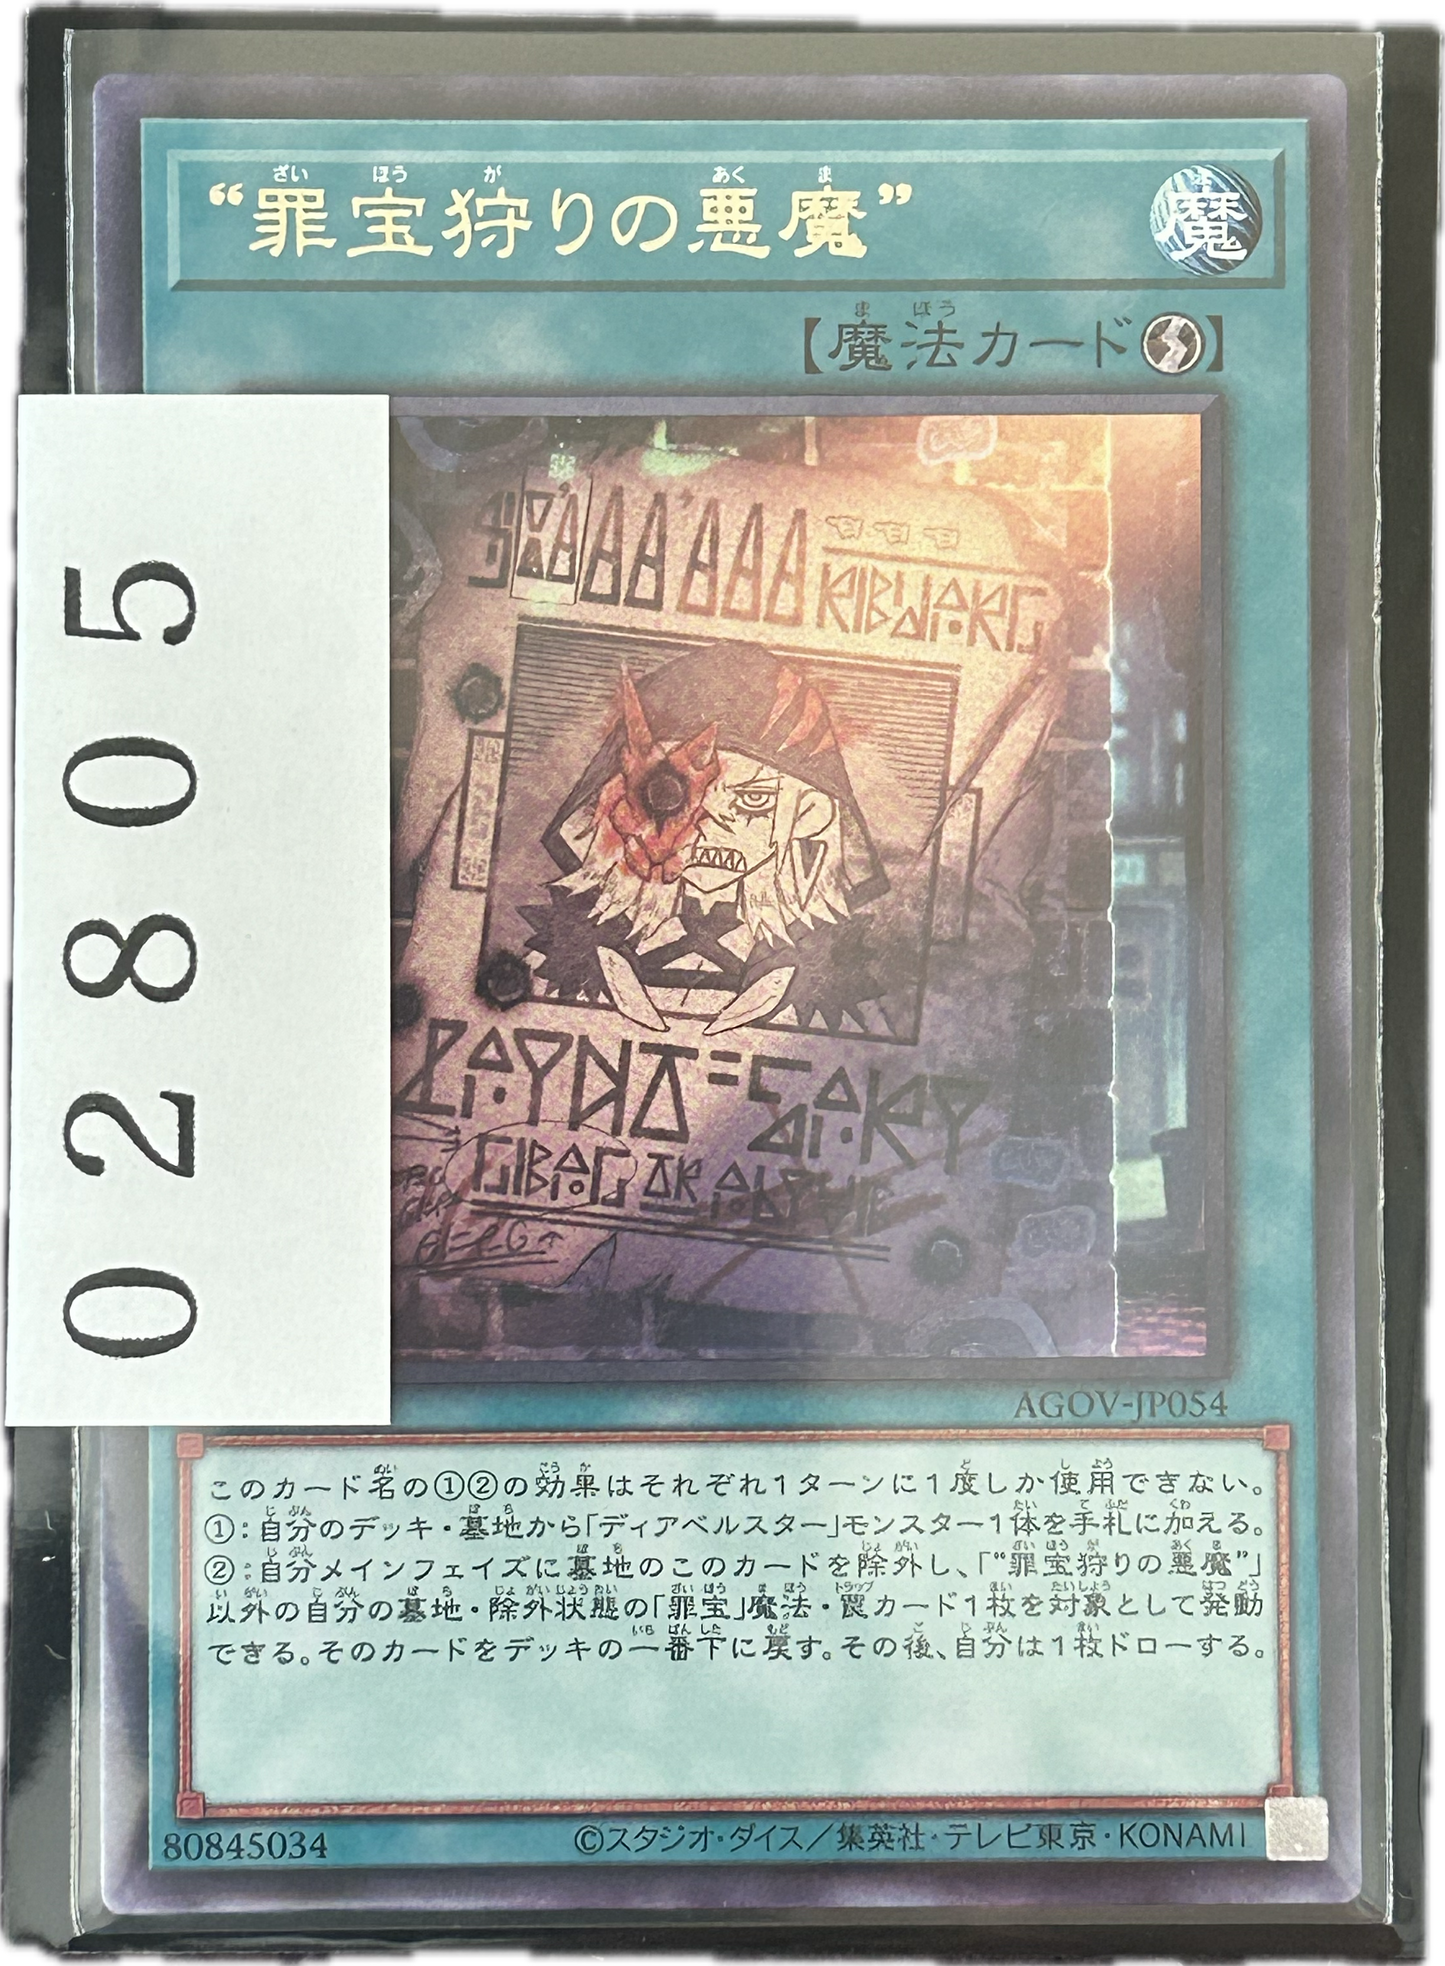 “罪宝狩りの悪魔”
魔
【魔法カード】
02805
AGOV-JP054
このカード名の①②の効果はそれぞれ1ターンに1度しか使用できない。
①：自分のデッキ・墓地から「ディアベルスター」モンスター1体を手札に加える。
②：自分メインフェイズに墓地のこのカードを除外し、「“罪宝狩りの悪魔”」
以外の自分の墓地・除外状態の「罪宝」魔法・罠カード1枚を対象として発動
できる。そのカードをデッキの一番下に戻す。その後、自分は1枚ドローする。
80845034
©スタジオ・ダイス／集英社・テレビ東京・KONAMI